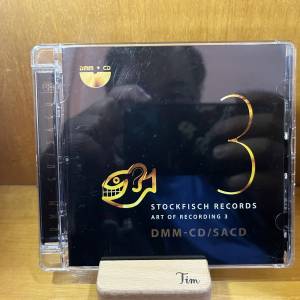 DMM • CD
3
STOCKFISCH RECORDS
ART OF RECORDING 3
DMM-CD/SACD
Tim